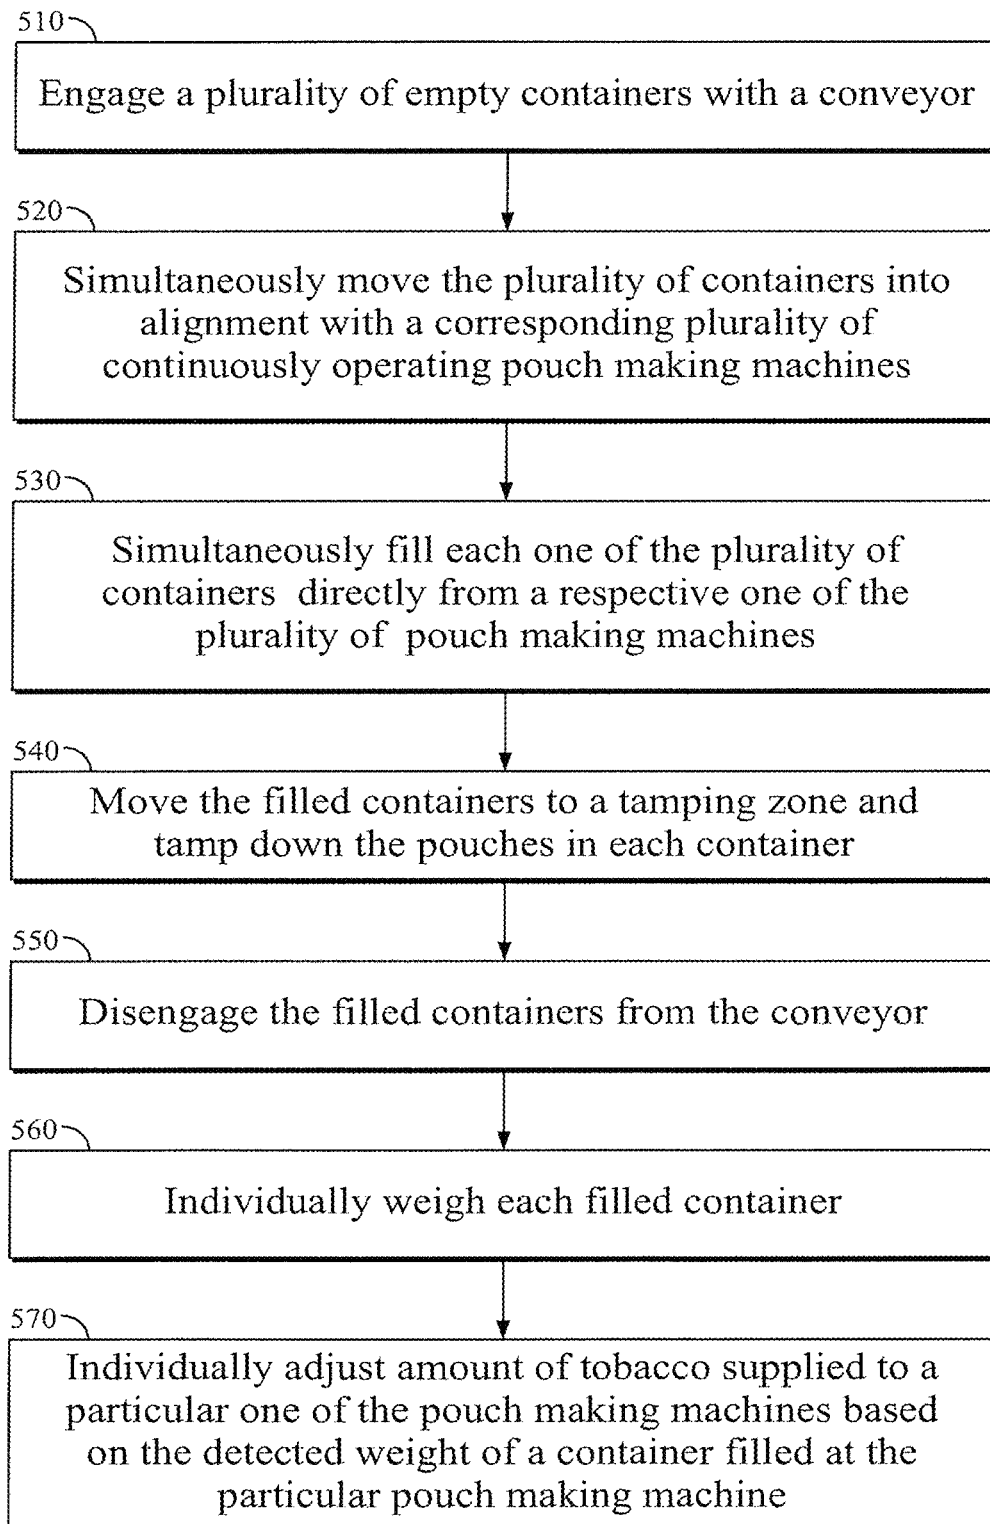 510
Engage a plurality of empty containers with a conveyor
520
Simultaneously move the plurality of containers into
alignment with a corresponding plurality of
continuously operating pouch making machines
530
Simultaneously fill each one of the plurality of
containers directly from a respective one of the
plurality of pouch making machines
540
Move the filled containers to a tamping zone and
tamp down the pouches in each container
550
Disengage the filled containers from the conveyor
560
Individually weigh each filled container
570
Individually adjust amount of tobacco supplied to a
particular one of the pouch making machines based
on the detected weight of a container filled at the
particular pouch making machine